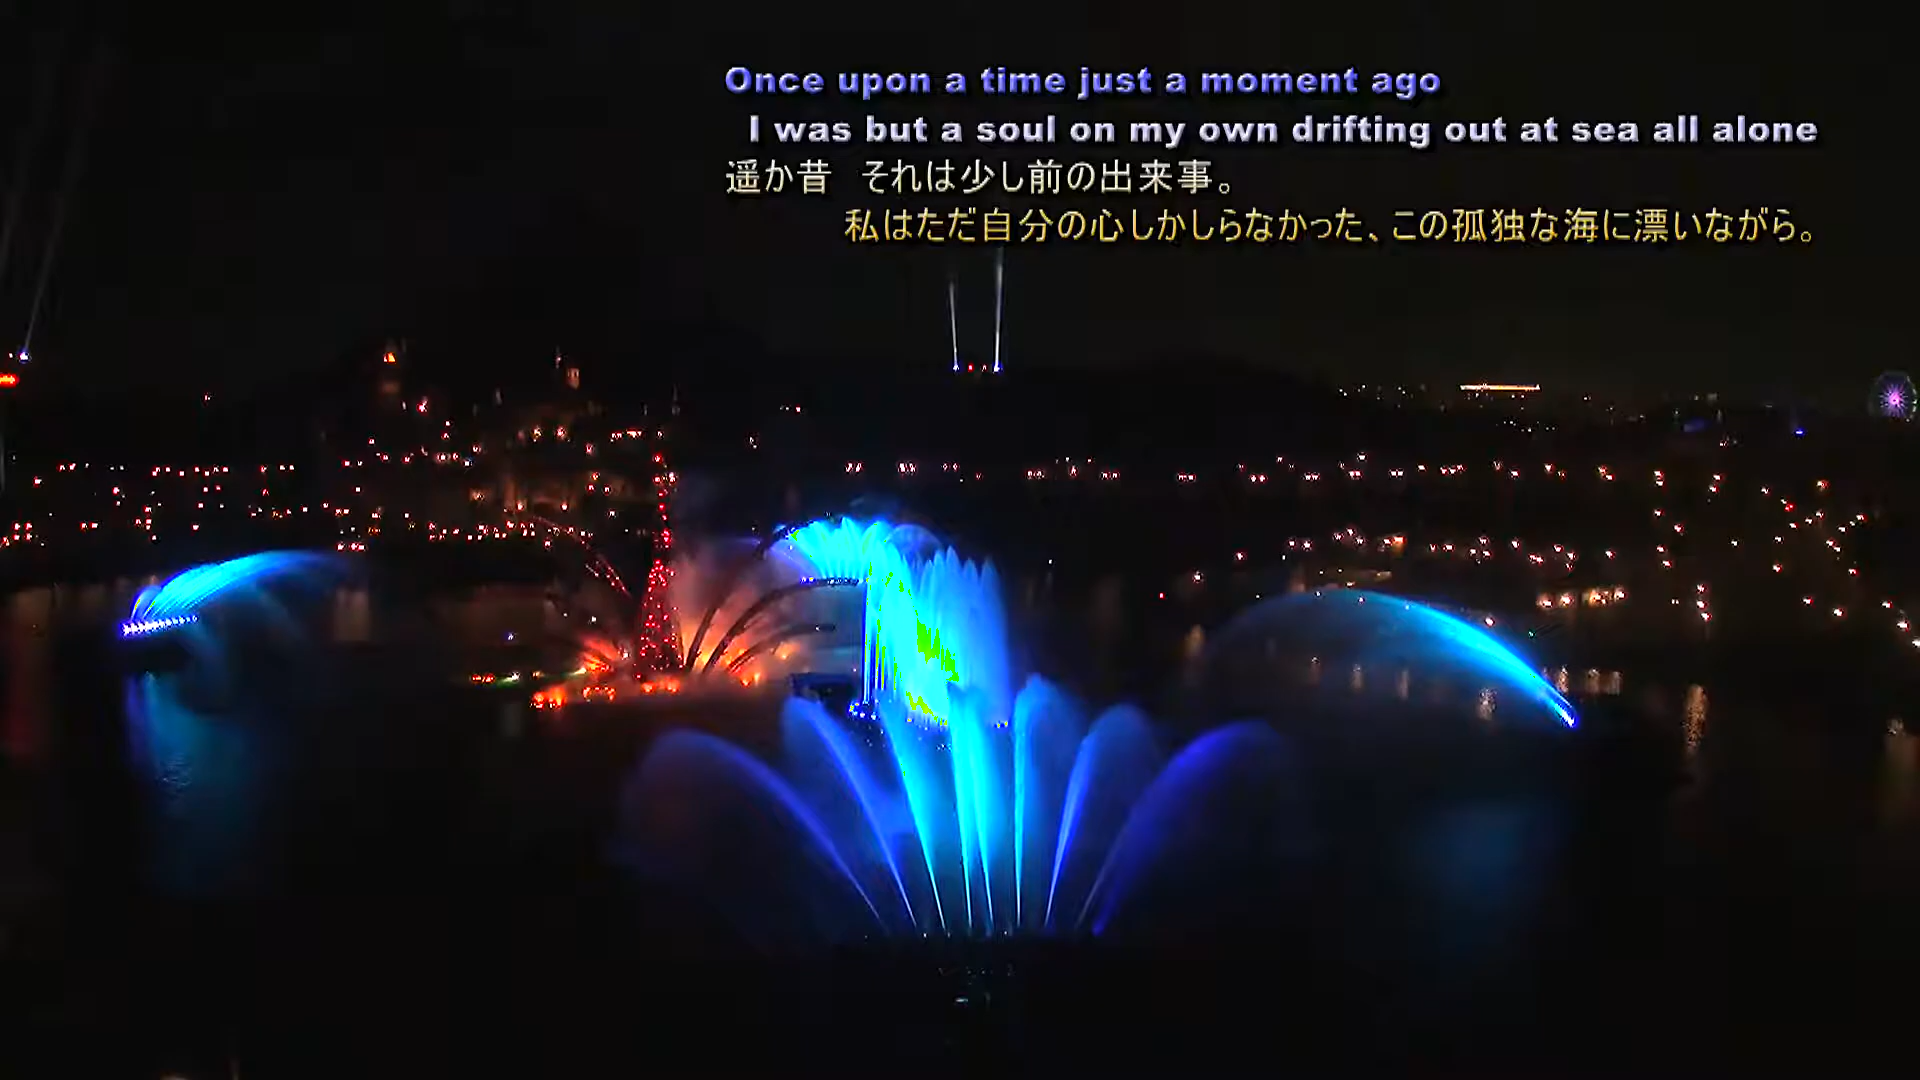 Once upon a time just a moment ago
I was but a soul on my own drifting out at sea all alone
遥か昔　それは少し前の出来事。
私はただ自分の心しかしらなかった、この孤独な海に漂いながら。